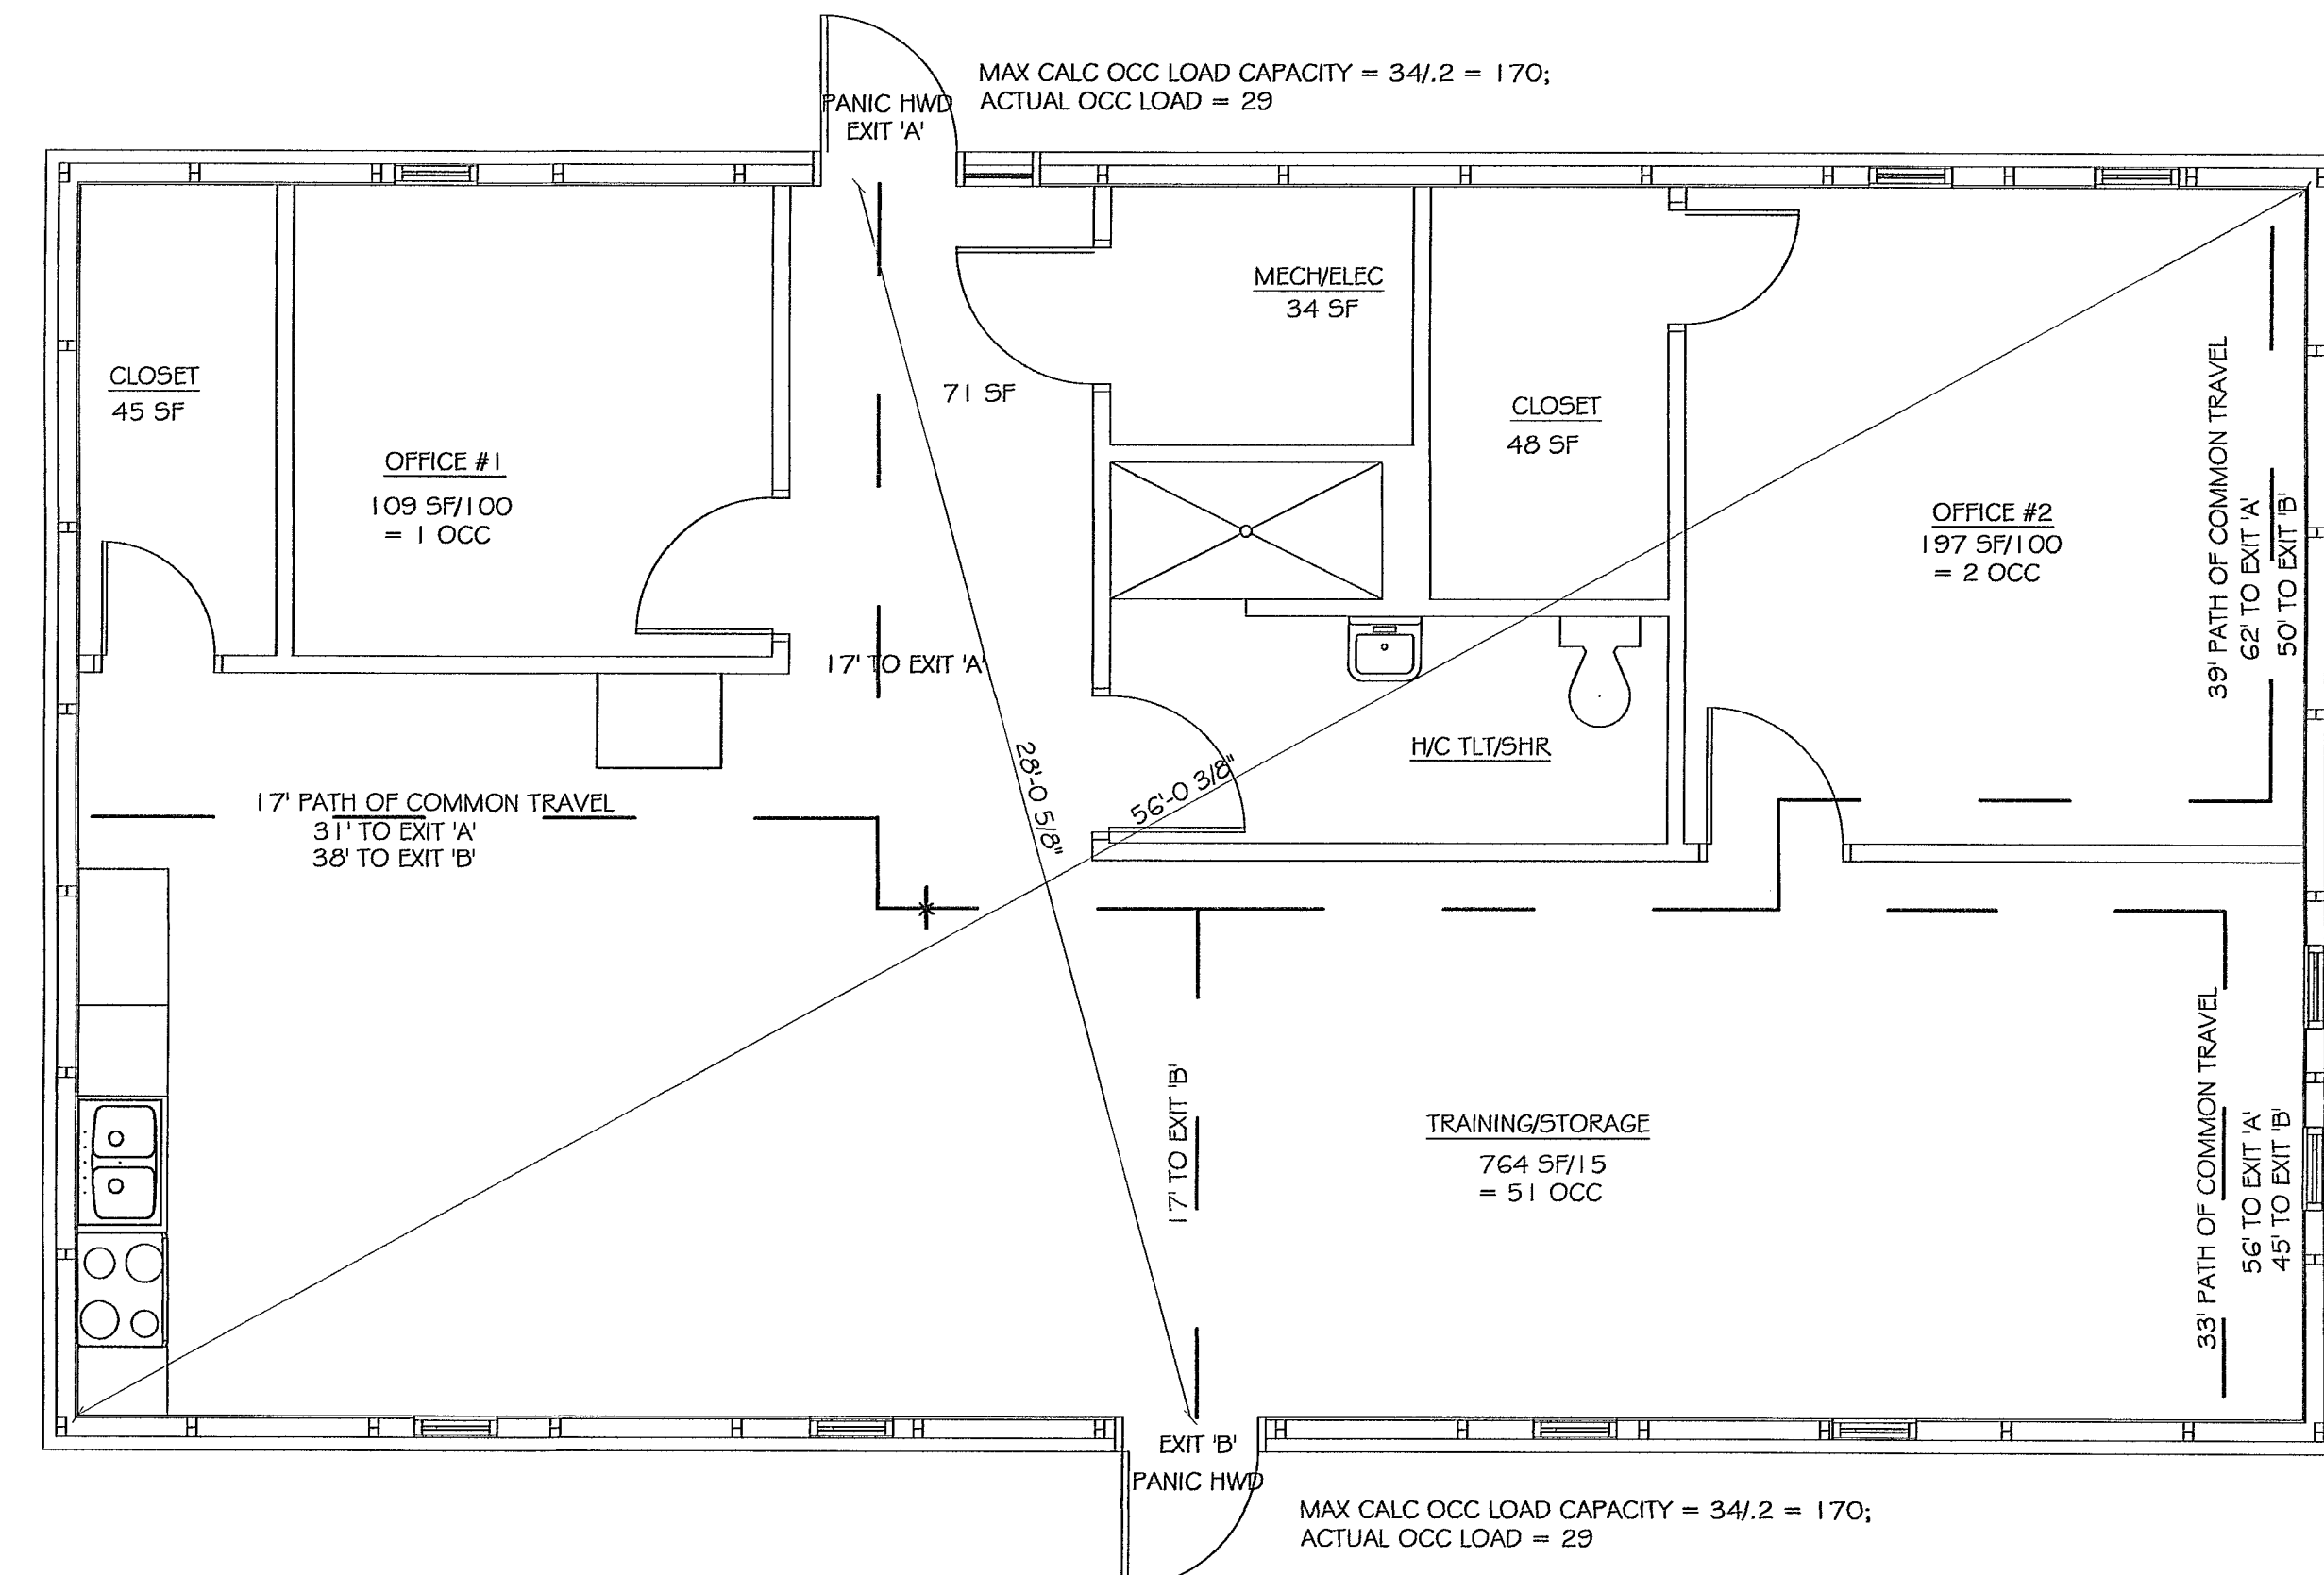 MAX CALC OCC LOAD CAPACITY = 34/.2 = 170;
ACTUAL OCC LOAD = 29
PANIC HWD
EXIT 'A'
MECH/ELEC
34 SF
CLOSET
45 SF
71 SF
CLOSET
48 SF
OFFICE #1
109 SF/100
= 1 OCC
OFFICE #2
197 SF/100
= 2 OCC
39' PATH OF COMMON TRAVEL
62' TO EXIT 'A'
50' TO EXIT 'B'
17' TO EXIT 'A'
H/C TLT/SHR
28'-0 5/8"
56'-0 3/8"
17' PATH OF COMMON TRAVEL
31' TO EXIT 'A'
38' TO EXIT 'B'
17' TO EXIT 'B'
TRAINING/STORAGE
764 SF/15
= 51 OCC
33' PATH OF COMMON TRAVEL
56' TO EXIT 'A'
45' TO EXIT 'B'
EXIT 'B'
PANIC HWD
MAX CALC OCC LOAD CAPACITY = 34/.2 = 170;
ACTUAL OCC LOAD = 29